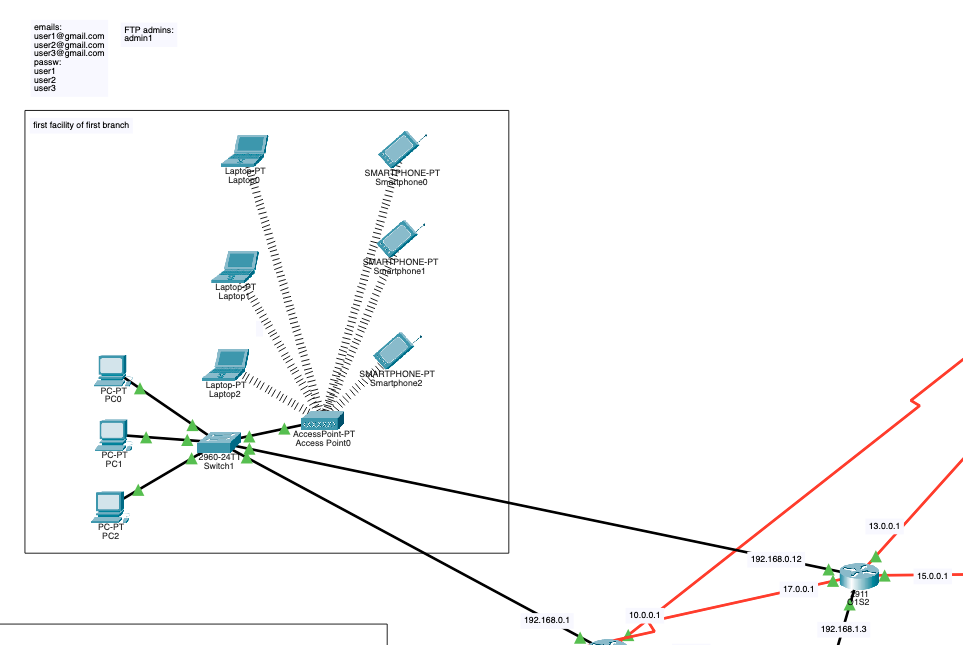 emails:
user1@gmail.com
user2@gmail.com
user3@gmail.com
passw:
user1
user2
user3
FTP admins:
admin1
first facility of first branch
Laptop-PT
Laptop0
SMARTPHONE-PT
Smartphone0
SMARTPHONE-PT
Smartphone1
Laptop-PT
Laptop1
SMARTPHONE-PT
Smartphone2
Laptop-PT
Laptop2
PC-PT
PC0
AccessPoint-PT
Access Point0
PC-PT
PC1
2960-24TT
Switch1
PC-PT
PC2
13.0.0.1
192.168.0.12
15.0.0.1
17.0.0.1
2911
192.168.0.1
10.0.0.1
192.168.1.3